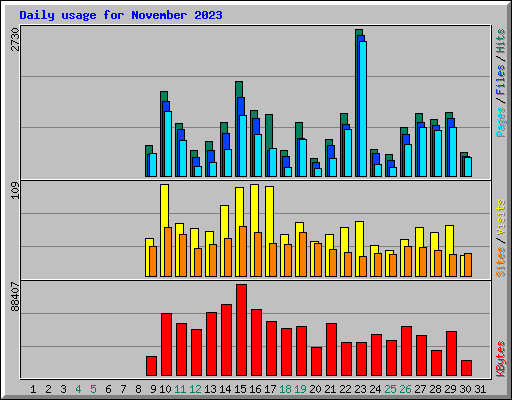 Daily usage for November 2023
2730
109
88407
Pages / Files / Hits
Sites / Visits
KBytes
1 2 3 4 5 6 7 8 9 10 11 12 13 14 15 16 17 18 19 20 21 22 23 24 25 26 27 28 29 30 31